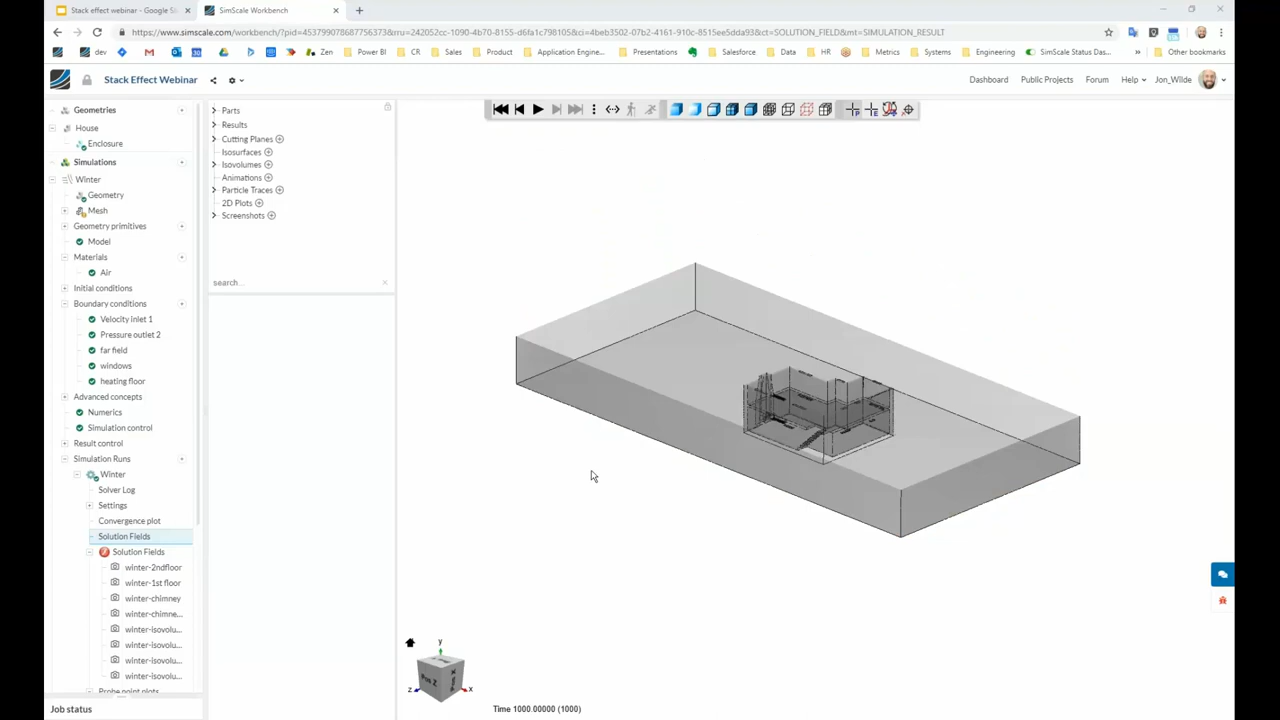 Stack effect webinar - Google S
SimScale Workbench
https://www.simscale.com/workbench/?pid=4537990786877568373&rru=242052cc-1090-4b70-8155-d6fa1c798105&ci=4beb3502-07b2-4161-910c-8515ee5dda93&ct=SOLUTION_FIELD&mt=SIMULATION_RESULT
dev
Zen
Power BI
CR
Sales
Product
Application Engine...
Presentations
Salesforce
Data
HR
Metrics
Systems
Engineering
SimScale Status Das...
»
Other bookmarks
Stack Effect Webinar
Dashboard
Public Projects
Forum
Help
Jon_Wilde
Geometries
House
Enclosure
Simulations
Winter
Geometry
Mesh
Geometry primitives
Model
Materials
Air
Initial conditions
Boundary conditions
Velocity inlet 1
Pressure outlet 2
far field
windows
heating floor
Advanced concepts
Numerics
Simulation control
Result control
Simulation Runs
Winter
Solver Log
Settings
Convergence plot
Solution Fields
Solution Fields
winter-2ndfloor
winter-1st floor
winter-chimney
winter-chimne...
winter-isovolu...
winter-isovolu...
winter-isovolu...
winter-isovolu...
Probe point plots
Job status
Parts
Results
Cutting Planes
Isosurfaces
Isovolumes
Animations
Particle Traces
2D Plots
Screenshots
search...
y
Pos Z
z
x
Time 1000.00000 (1000)